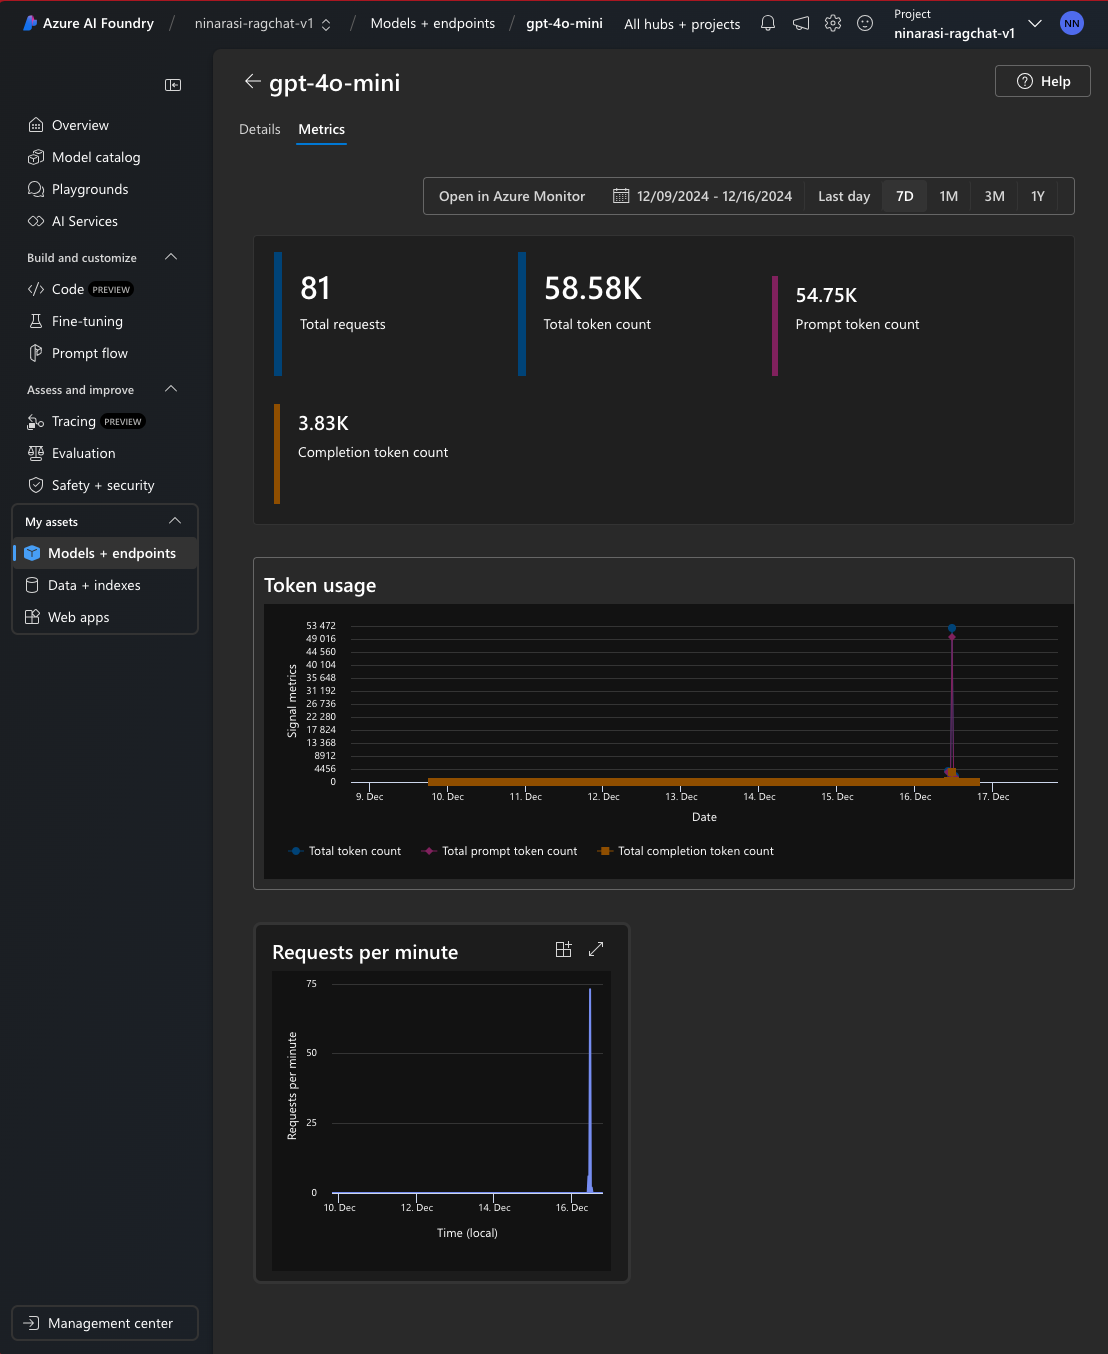 Azure AI Foundry / ninarasi-ragchat-v1 / Models + endpoints / gpt-4o-mini All hubs + projects Project ninarasi-ragchat-v1 NN
gpt-4o-mini
Help
Details Metrics
Overview
Model catalog
Playgrounds
AI Services
Build and customize
Code PREVIEW
Fine-tuning
Prompt flow
Assess and improve
Tracing PREVIEW
Evaluation
Safety + security
My assets
Models + endpoints
Data + indexes
Web apps
Management center
Open in Azure Monitor 12/09/2024 - 12/16/2024 Last day 7D 1M 3M 1Y
81
Total requests
58.58K
Total token count
54.75K
Prompt token count
3.83K
Completion token count
Token usage
Signal metrics
53 472
49 016
44 560
40 104
35 648
31 192
26 736
22 280
17 824
13 368
8912
4456
0
9. Dec 10. Dec 11. Dec 12. Dec 13. Dec 14. Dec 15. Dec 16. Dec 17. Dec
Date
Total token count Total prompt token count Total completion token count
Requests per minute
Requests per minute
75
50
25
0
10. Dec 12. Dec 14. Dec 16. Dec
Time (local)